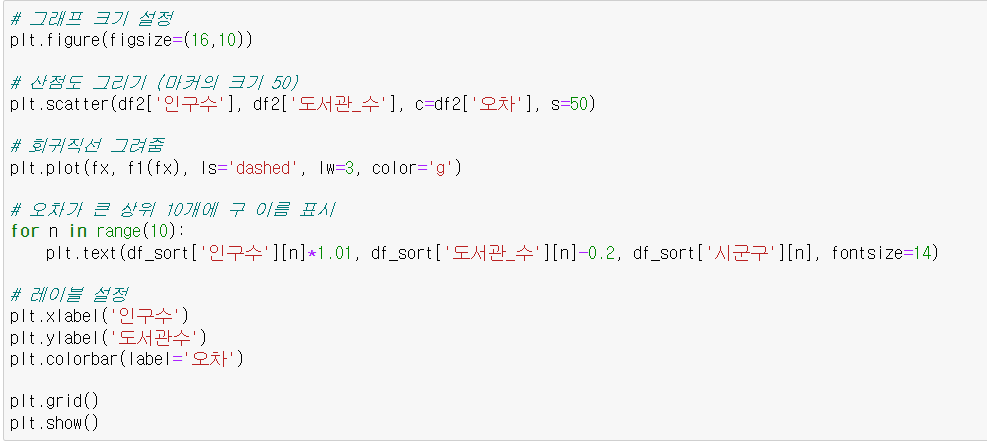 # 그래프 크기 설정
plt.figure(figsize=(16,10))
# 산점도 그리기 (마커의 크기 50)
plt.scatter(df2['인구수'], df2['도서관_수'], c=df2['오차'], s=50)
# 회귀직선 그려줌
plt.plot(fx, f1(fx), ls='dashed', lw=3, color='g')
# 오차가 큰 상위 10개에 구 이름 표시
for n in range(10):
plt.text(df_sort['인구수'][n]*1.01, df_sort['도서관_수'][n]-0.2, df_sort['시군구'][n], fontsize=14)
# 레이블 설정
plt.xlabel('인구수')
plt.ylabel('도서관수')
plt.colorbar(label='오차')
plt.grid()
plt.show()